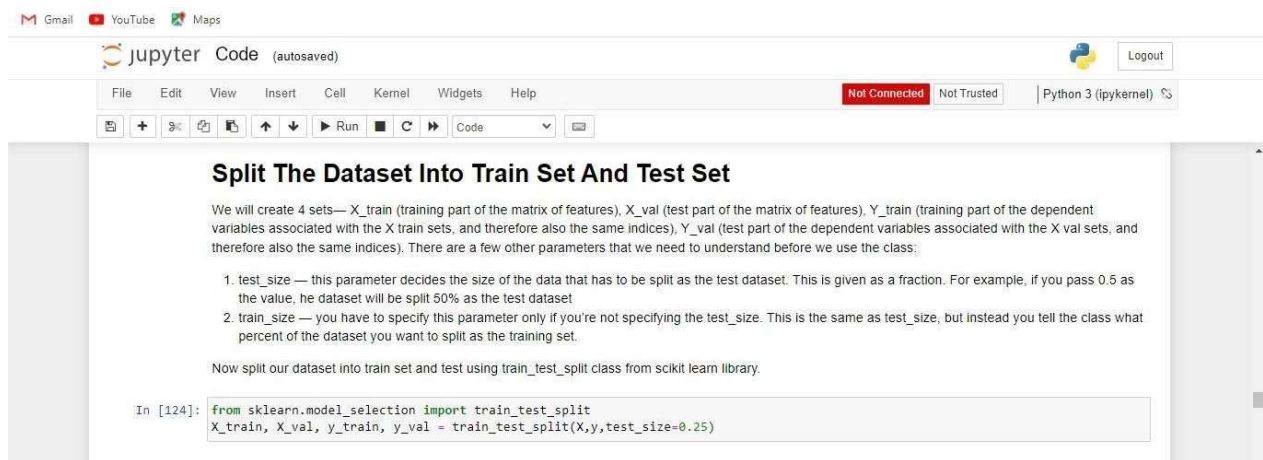 Gmail YouTube Maps
jupyter Code (autosaved) Logout
File Edit View Insert Cell Kernel Widgets Help Not Connected Not Trusted Python 3 (ipykernel)
Run Code
Split The Dataset Into Train Set And Test Set
We will create 4 sets— X_train (training part of the matrix of features), X_val (test part of the matrix of features), Y_train (training part of the dependent
variables associated with the X train sets, and therefore also the same indices), Y_val (test part of the dependent variables associated with the X val sets, and
therefore also the same indices). There are a few other parameters that we need to understand before we use the class:
1. test_size — this parameter decides the size of the data that has to be split as the test dataset. This is given as a fraction. For example, if you pass 0.5 as
the value, he dataset will be split 50% as the test dataset
2. train_size — you have to specify this parameter only if you're not specifying the test_size. This is the same as test_size, but instead you tell the class what
percent of the dataset you want to split as the training set.
Now split our dataset into train set and test using train_test_split class from scikit learn library.
In [124]: from sklearn.model_selection import train_test_split
X_train, X_val, y_train, y_val = train_test_split(X,y,test_size=0.25)